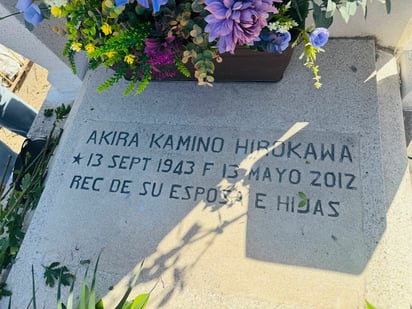 AKIRA KAMINO HIROKAWA
★ 13 SEPT 1943 F 13 MAYO 2012
REC DE SU ESPOSA E HIJAS